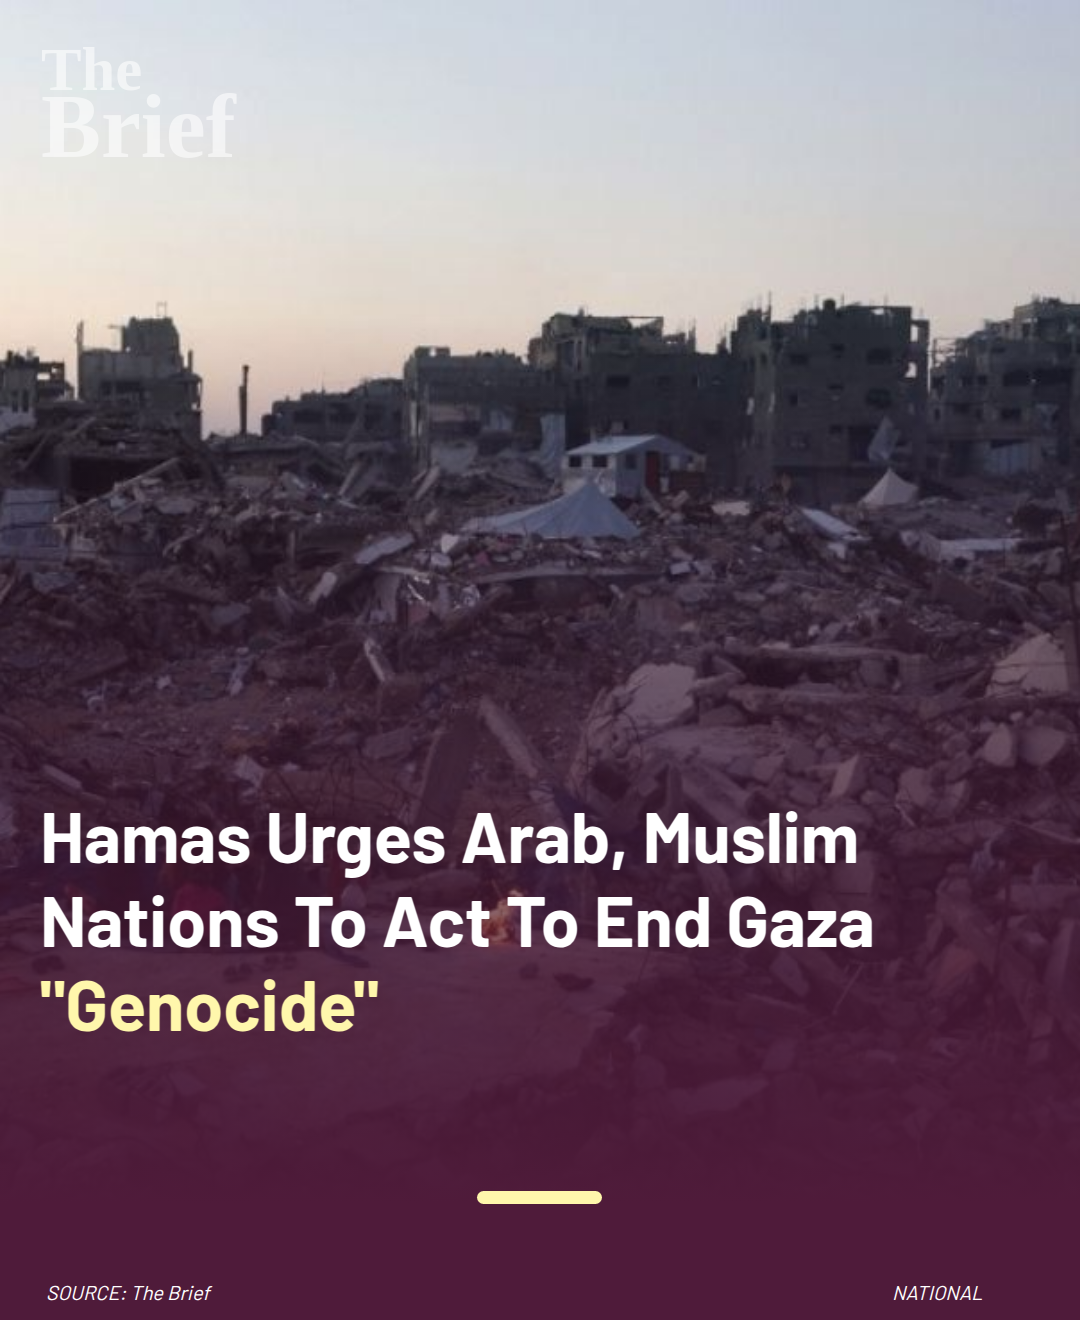 The
Brief
Hamas Urges Arab, Muslim
Nations To Act To End Gaza
"Genocide"
SOURCE: The Brief
NATIONAL